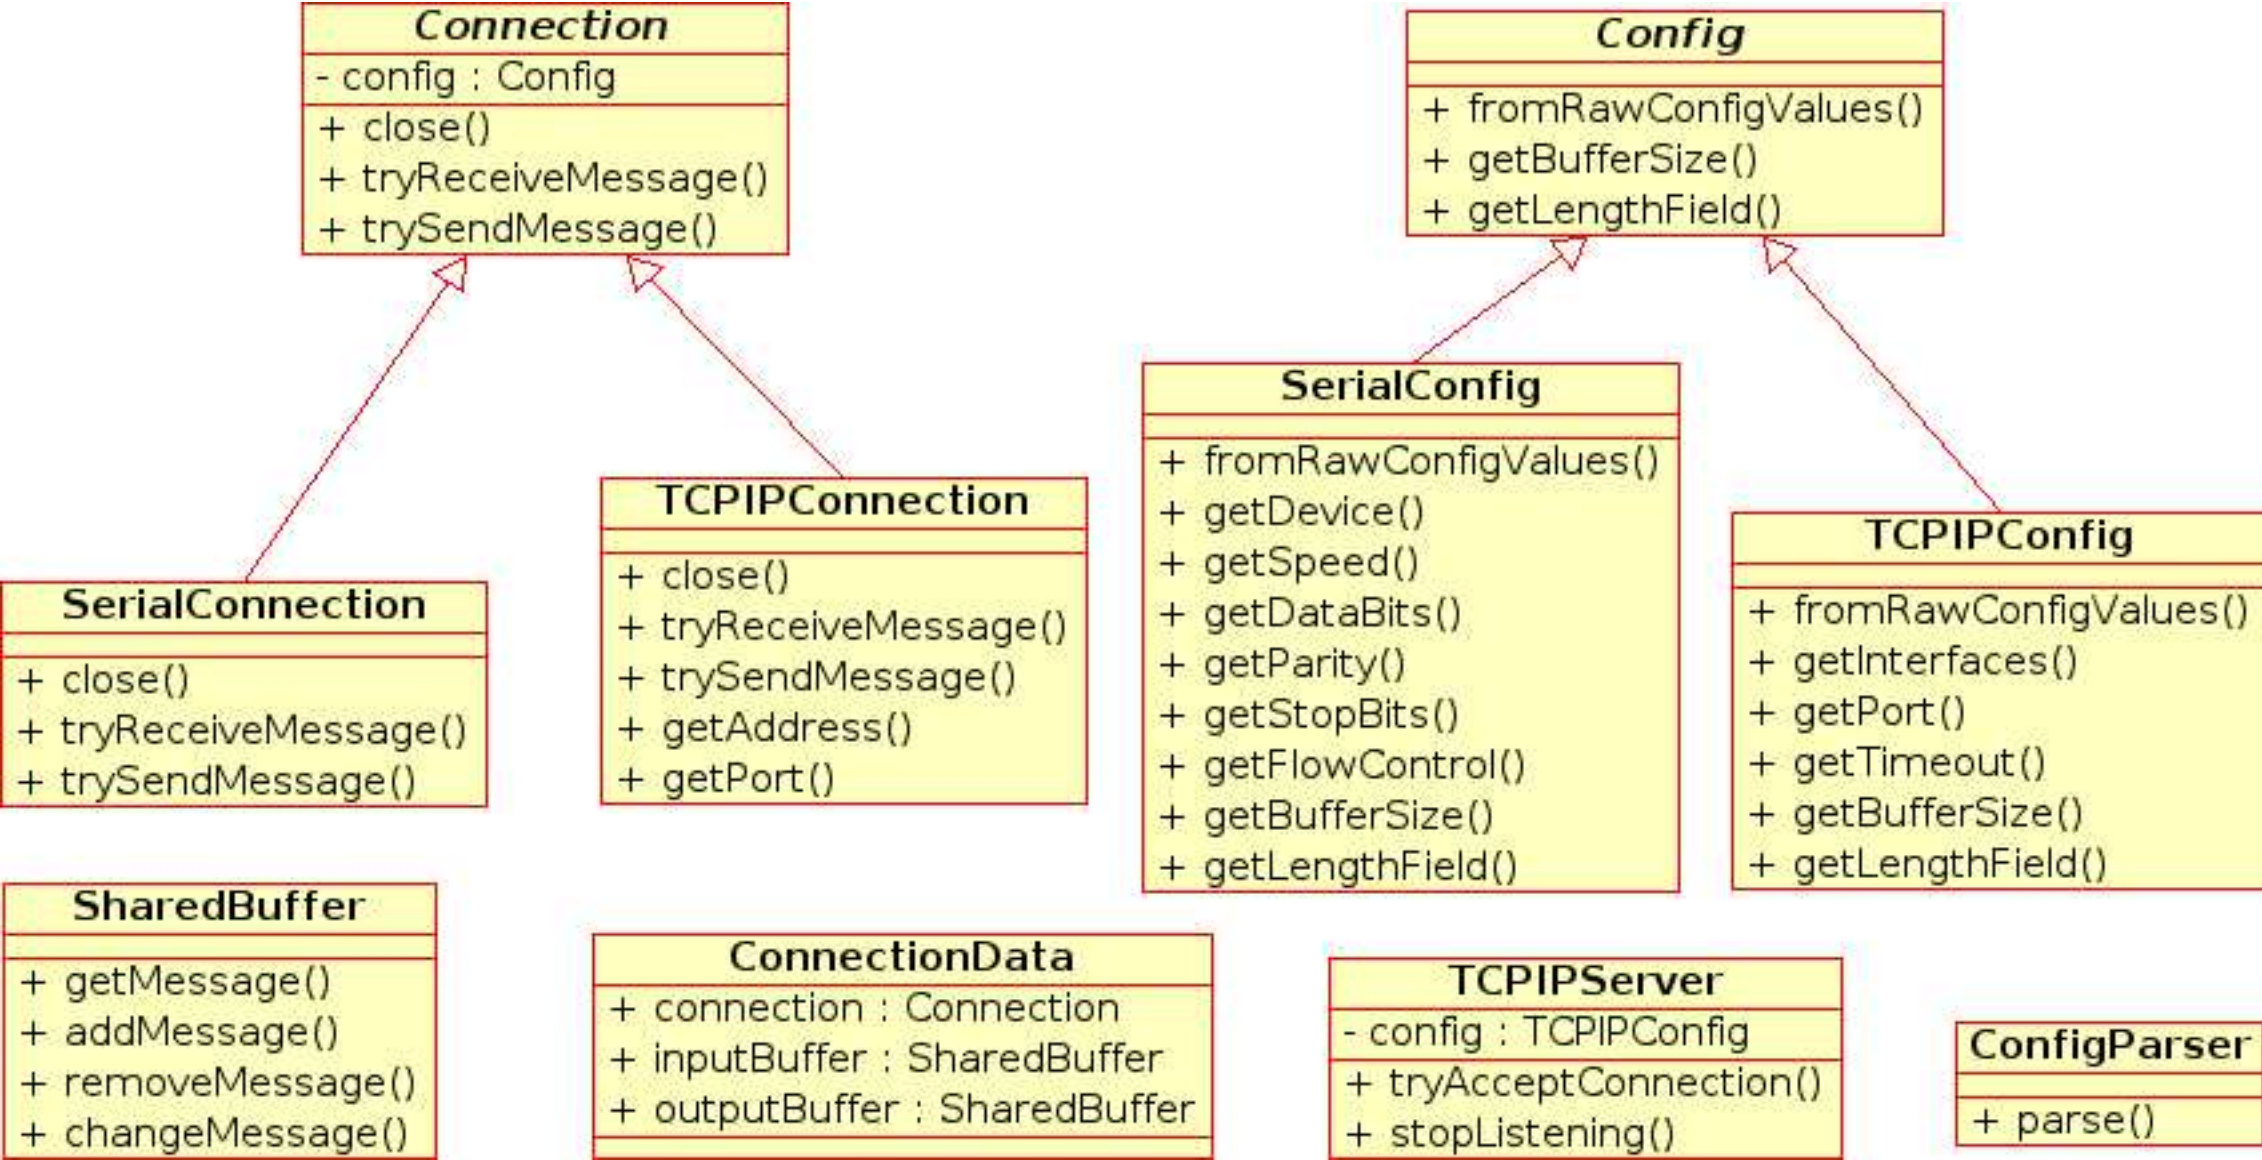 Connection
- config : Config
+ close()
+ tryReceiveMessage()
+ trySendMessage()
Config
+ fromRawConfigValues()
+ getBufferSize()
+ getLengthField()
SerialConnection
+ close()
+ tryReceiveMessage()
+ trySendMessage()
TCPIPConnection
+ close()
+ tryReceiveMessage()
+ trySendMessage()
+ getAddress()
+ getPort()
SerialConfig
+ fromRawConfigValues()
+ getDevice()
+ getSpeed()
+ getDataBits()
+ getParity()
+ getStopBits()
+ getFlowControl()
+ getBufferSize()
+ getLengthField()
TCPIPConfig
+ fromRawConfigValues()
+ getInterfaces()
+ getPort()
+ getTimeout()
+ getBufferSize()
+ getLengthField()
SharedBuffer
+ getMessage()
+ addMessage()
+ removeMessage()
+ changeMessage()
ConnectionData
+ connection : Connection
+ inputBuffer : SharedBuffer
+ outputBuffer : SharedBuffer
TCPIPServer
- config : TCPIPConfig
+ tryAcceptConnection()
+ stopListening()
ConfigParser
+ parse()